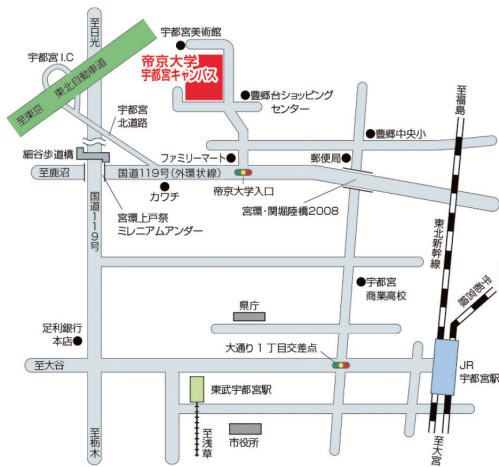 至日光
宇都宮美術館
宇都宮I.C
帝京大学
宇都宮キャンパス
東北自動車道
至東京
豊郷台ショッピング
センター
至福島
宇都宮
北道路
豊郷中央小
細谷歩道橋
ファミリーマート
郵便局
至鹿沼
国道119号(外環状線)
カワチ
帝京大学入口
国道119号
宮環上戸祭
ミレニアムアンダー
宮環・関堀陸橋2008
東北新幹線
宇都宮線
宇都宮
商業高校
県庁
足利銀行
本店
大通り1丁目交差点
至大谷
JR
宇都宮駅
東武宇都宮駅
至栃木
至浅草
市役所
至大宮